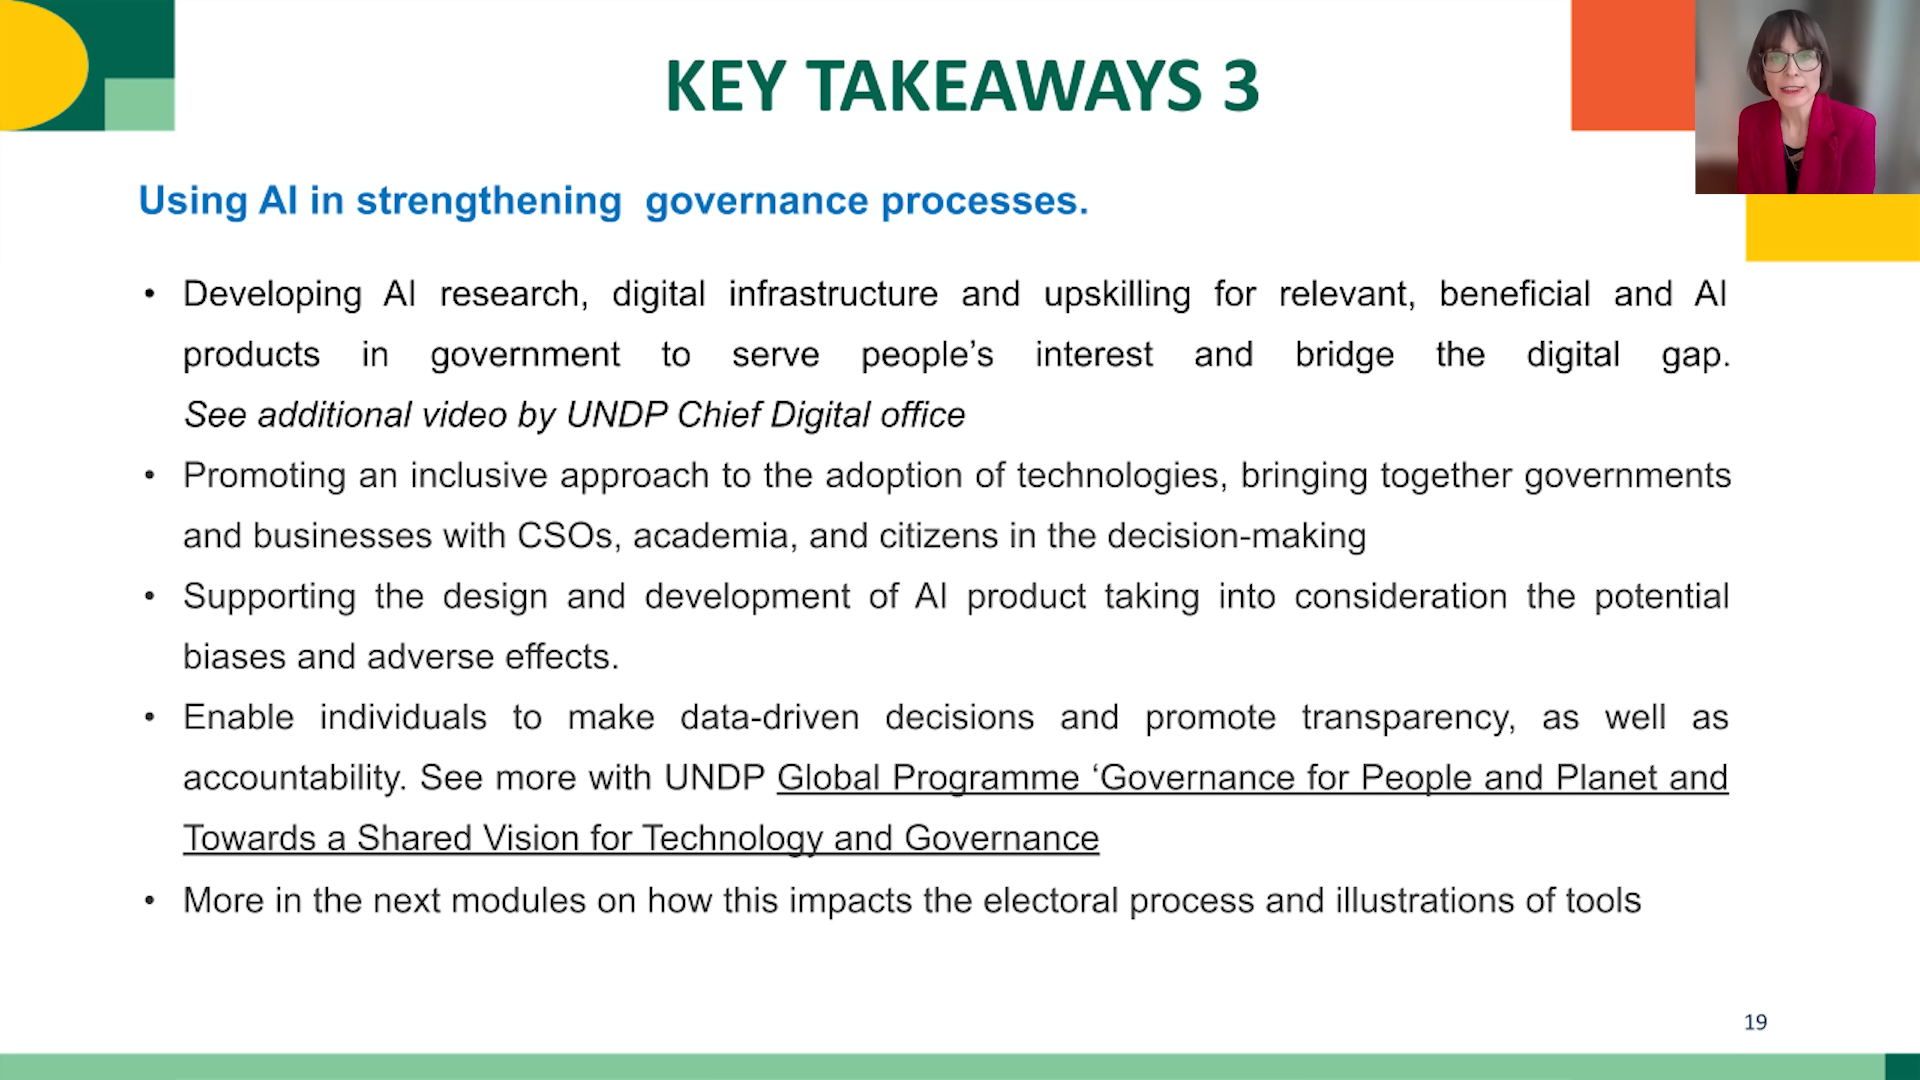 KEY TAKEAWAYS 3
Using AI in strengthening governance processes.
• Developing AI research, digital infrastructure and upskilling for relevant, beneficial and AI
products in government to serve people’s interest and bridge the digital gap.
See additional video by UNDP Chief Digital office
• Promoting an inclusive approach to the adoption of technologies, bringing together governments
and businesses with CSOs, academia, and citizens in the decision-making
• Supporting the design and development of AI product taking into consideration the potential
biases and adverse effects.
• Enable individuals to make data-driven decisions and promote transparency, as well as
accountability. See more with UNDP Global Programme ‘Governance for People and Planet and
Towards a Shared Vision for Technology and Governance
• More in the next modules on how this impacts the electoral process and illustrations of tools
19